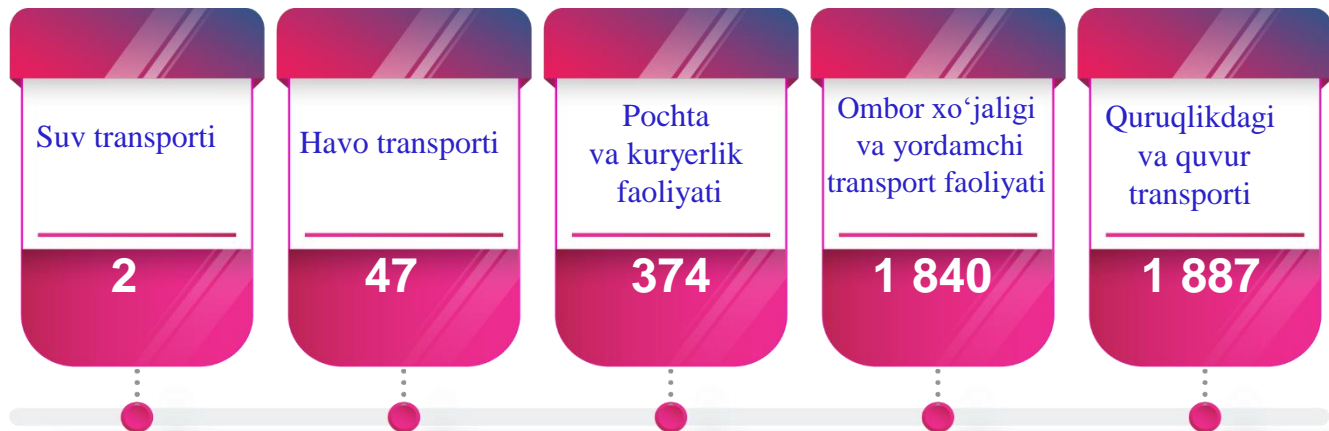 Suv transporti
2
Havo transporti
47
Pochta
va kuryerlik
faoliyati
374
Ombor xo‘jaligi
va yordamchi
transport faoliyati
1 840
Quruqlikdagi
va quvur
transporti
1 887